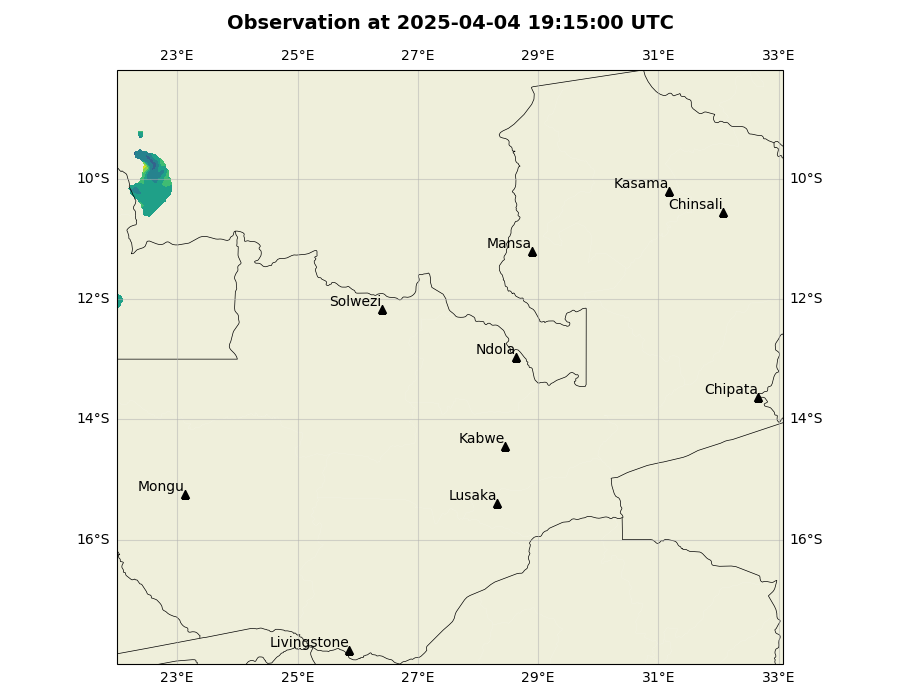 Observation at 2025-04-04 19:15:00 UTC
23°E 25°E 27°E 29°E 31°E 33°E
10°S 10°S
Kasama
Chinsali
Mansa
12°S 12°S
Solwezi
Ndola
Chipata
14°S 14°S
Kabwe
Mongu
Lusaka
16°S 16°S
Livingstone
23°E 25°E 27°E 29°E 31°E 33°E